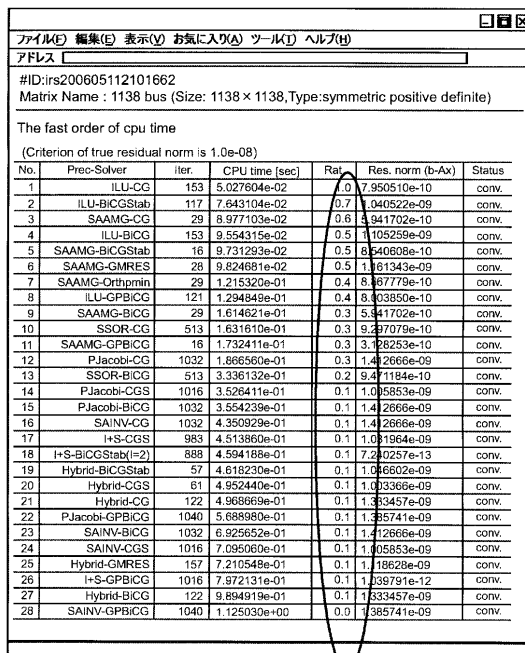 ファイル(F) 編集(E) 表示(V) お気に入り(A) ツール(T) ヘルプ(H)
アドレス
#ID:irs200605112101662
Matrix Name : 1138 bus (Size: 1138×1138,Type:symmetric positive definite)
The fast order of cpu time
(Criterion of true residual norm is 1.0e-08)
No. Prec-Solver iter. CPU time [sec] Rat. Res. norm (b-Ax) Status
1 ILU-CG 153 5.027604e-02 1.0 7.950510e-10 conv.
2 ILU-BiCGStab 117 7.643104e-02 0.7 1.040522e-09 conv.
3 SAAMG-CG 29 8.977103e-02 0.6 5.941702e-10 conv.
4 ILU-BiCG 153 9.554315e-02 0.5 1.105259e-09 conv.
5 SAAMG-BiCGStab 16 9.731293e-02 0.5 8.540608e-10 conv.
6 SAAMG-GMRES 28 9.824681e-02 0.5 1.161343e-09 conv.
7 SAAMG-Orthpmin 29 1.215320e-01 0.4 8.867779e-10 conv.
8 ILU-GPBiCG 121 1.294849e-01 0.4 8.003850e-10 conv.
9 SAAMG-BiCG 29 1.614621e-01 0.3 5.941702e-10 conv.
10 SSOR-CG 513 1.631610e-01 0.3 9.297079e-10 conv.
11 SAAMG-GPBiCG 16 1.732411e-01 0.3 3.128253e-10 conv.
12 PJacobi-CG 1032 1.866560e-01 0.3 1.412666e-09 conv.
13 SSOR-BiCG 513 3.336132e-01 0.2 9.471184e-10 conv.
14 PJacobi-CGS 1016 3.526411e-01 0.1 1.005853e-09 conv.
15 PJacobi-BiCG 1032 3.554239e-01 0.1 1.412666e-09 conv.
16 SAINV-CG 1032 4.350929e-01 0.1 1.412666e-09 conv.
17 I+S-CGS 983 4.513860e-01 0.1 1.031964e-09 conv.
18 I+S-BiCGStab(l=2) 888 4.594188e-01 0.1 7.240257e-13 conv.
19 Hybrid-BiCGStab 57 4.618230e-01 0.1 1.046602e-09 conv.
20 Hybrid-CGS 61 4.952440e-01 0.1 1.003366e-09 conv.
21 Hybrid-CG 122 4.968669e-01 0.1 1.333457e-09 conv.
22 PJacobi-GPBiCG 1040 5.688980e-01 0.1 1.385741e-09 conv.
23 SAINV-BiCG 1032 6.925652e-01 0.1 1.412666e-09 conv.
24 SAINV-CGS 1016 7.095060e-01 0.1 1.005853e-09 conv.
25 Hybrid-GMRES 157 7.210548e-01 0.1 1.118628e-09 conv.
26 I+S-GPBiCG 1016 7.972131e-01 0.1 1.039791e-12 conv.
27 Hybrid-BiCG 122 9.894919e-01 0.1 1.333457e-09 conv.
28 SAINV-GPBiCG 1040 1.125030e+00 0.0 1.385741e-09 conv.